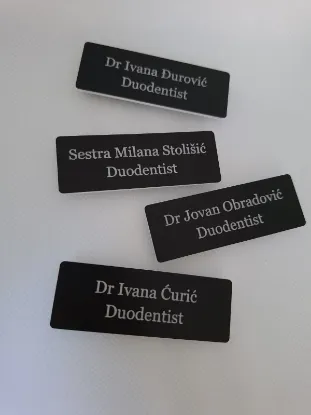 Dr Ivana Đurović
Duodentist
Sestra Milana Stolišić
Duodentist
Dr Jovan Obradović
Duodentist
Dr Ivana Ćurić
Duodentist